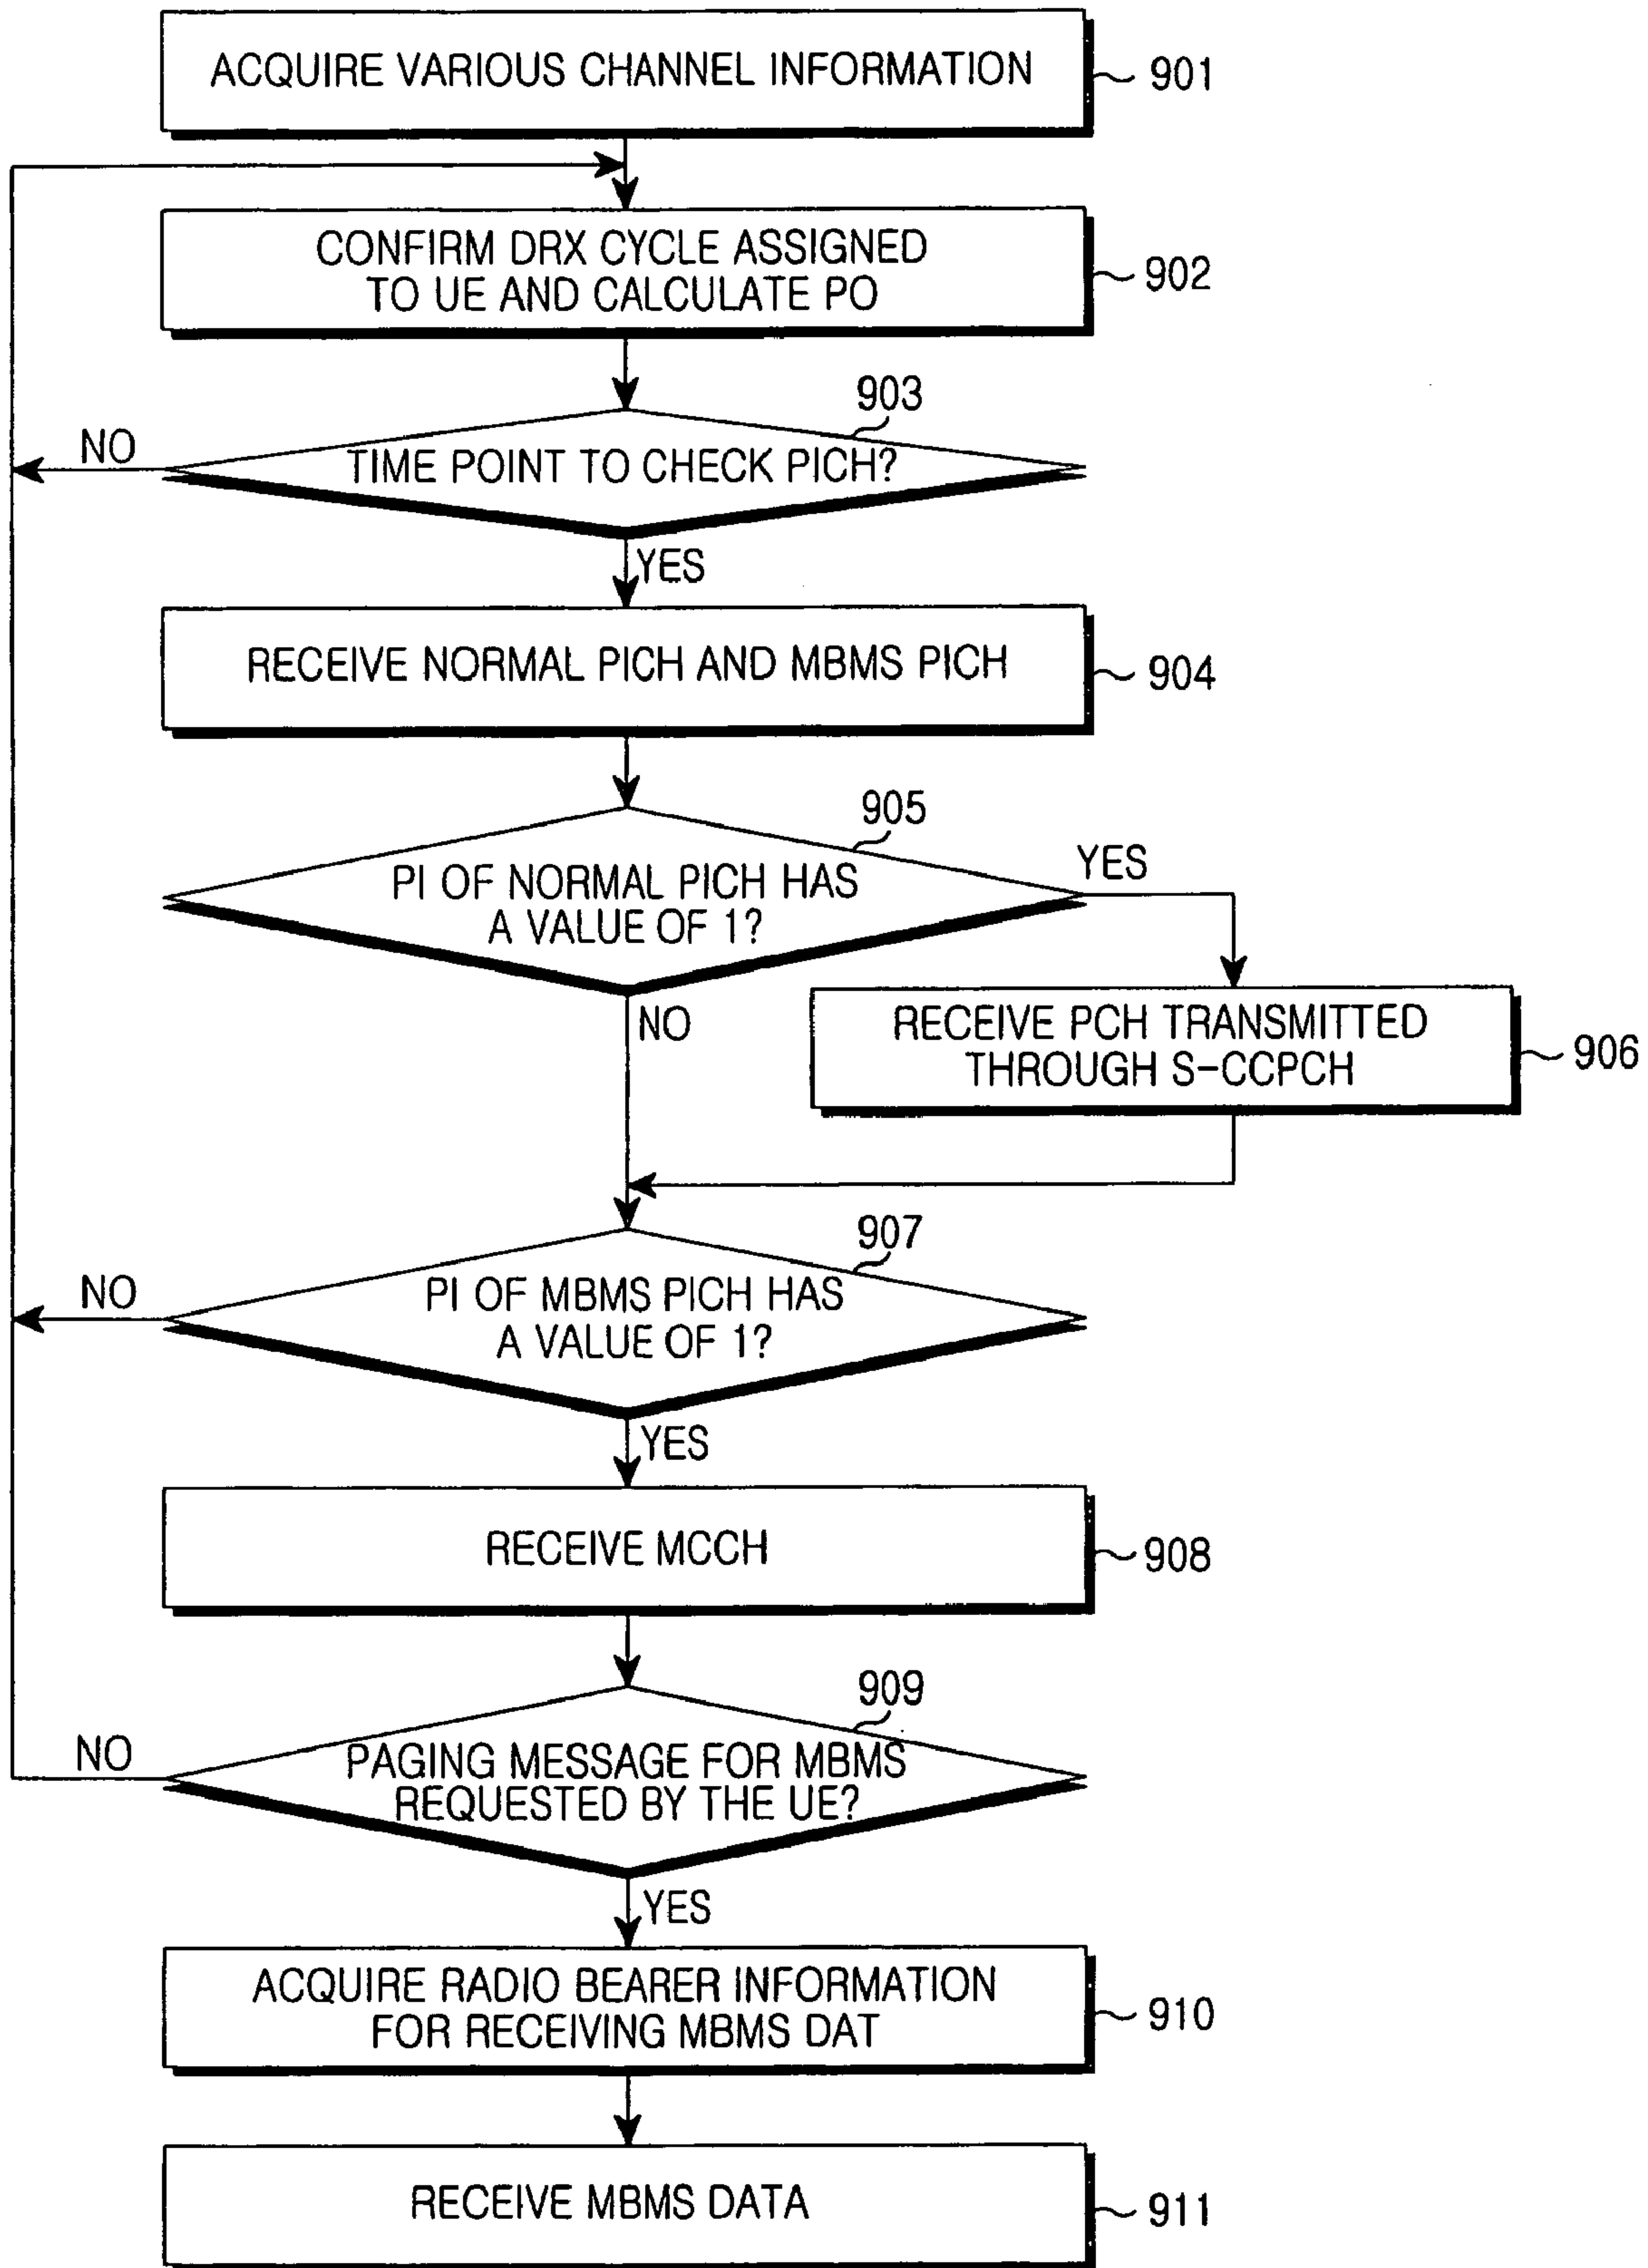 ACQUIRE VARIOUS CHANNEL INFORMATION
901
CONFIRM DRX CYCLE ASSIGNED
TO UE AND CALCULATE PO
902
903
NO
TIME POINT TO CHECK PICH?
YES
RECEIVE NORMAL PICH AND MBMS PICH
904
905
YES
PI OF NORMAL PICH HAS
A VALUE OF 1?
NO
RECEIVE PCH TRANSMITTED
THROUGH S-CCPCH
906
907
NO
PI OF MBMS PICH HAS
A VALUE OF 1?
YES
RECEIVE MCCH
908
909
NO
PAGING MESSAGE FOR MBMS
REQUESTED BY THE UE?
YES
ACQUIRE RADIO BEARER INFORMATION
FOR RECEIVING MBMS DAT
910
RECEIVE MBMS DATA
911